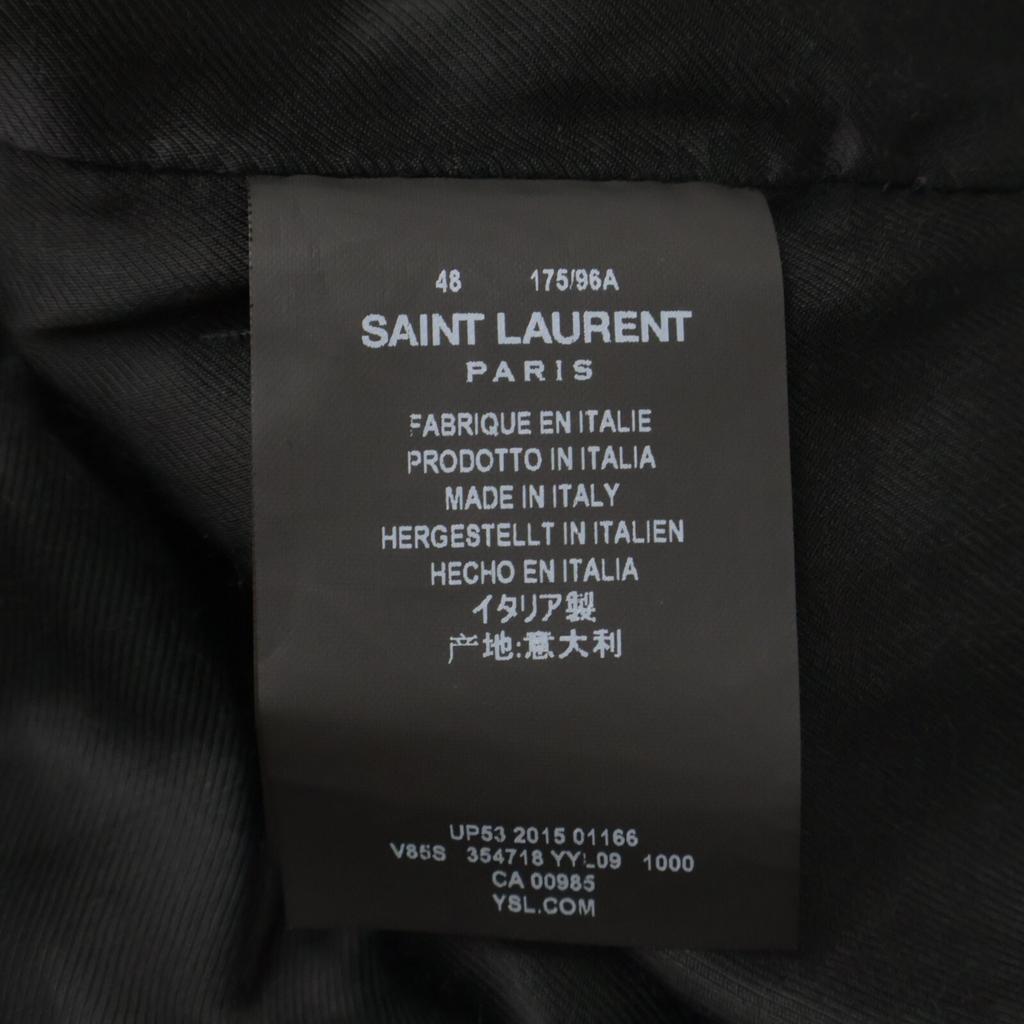 48 175/96A
SAINT LAURENT
PARIS
FABRIQUE EN ITALIE
PRODOTTO IN ITALIA
MADE IN ITALY
HERGESTELLT IN ITALIEN
HECHO EN ITALIA
イタリア製
产地:意大利
UP53 2015 01166
V85S 354718 YYL09 1000
CA 00985
YSL.COM